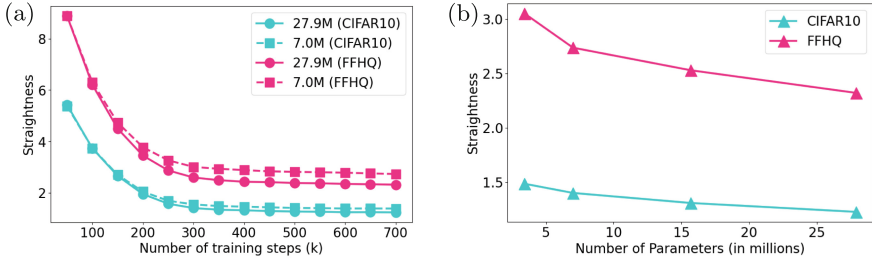 (a)
Straightness
8
6
4
2
27.9M (CIFAR10)
7.0M (CIFAR10)
27.9M (FFHQ)
7.0M (FFHQ)
100 200 300 400 500 600 700
Number of training steps (k)
(b)
Straightness
3.0
2.5
2.0
1.5
CIFAR10
FFHQ
5 10 15 20 25
Number of Parameters (in millions)